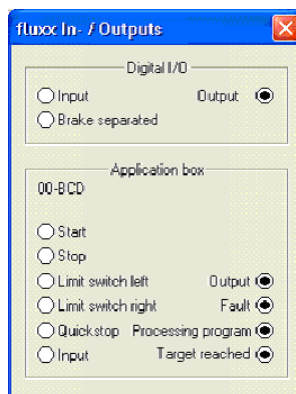 fluxx In- / Outputs
Digital I/O
Input Output
Brake separated
Application box
00-BCD
Start
Stop
Limit switch left Output
Limit switch right Fault
Quickstop Processing program
Input Target reached